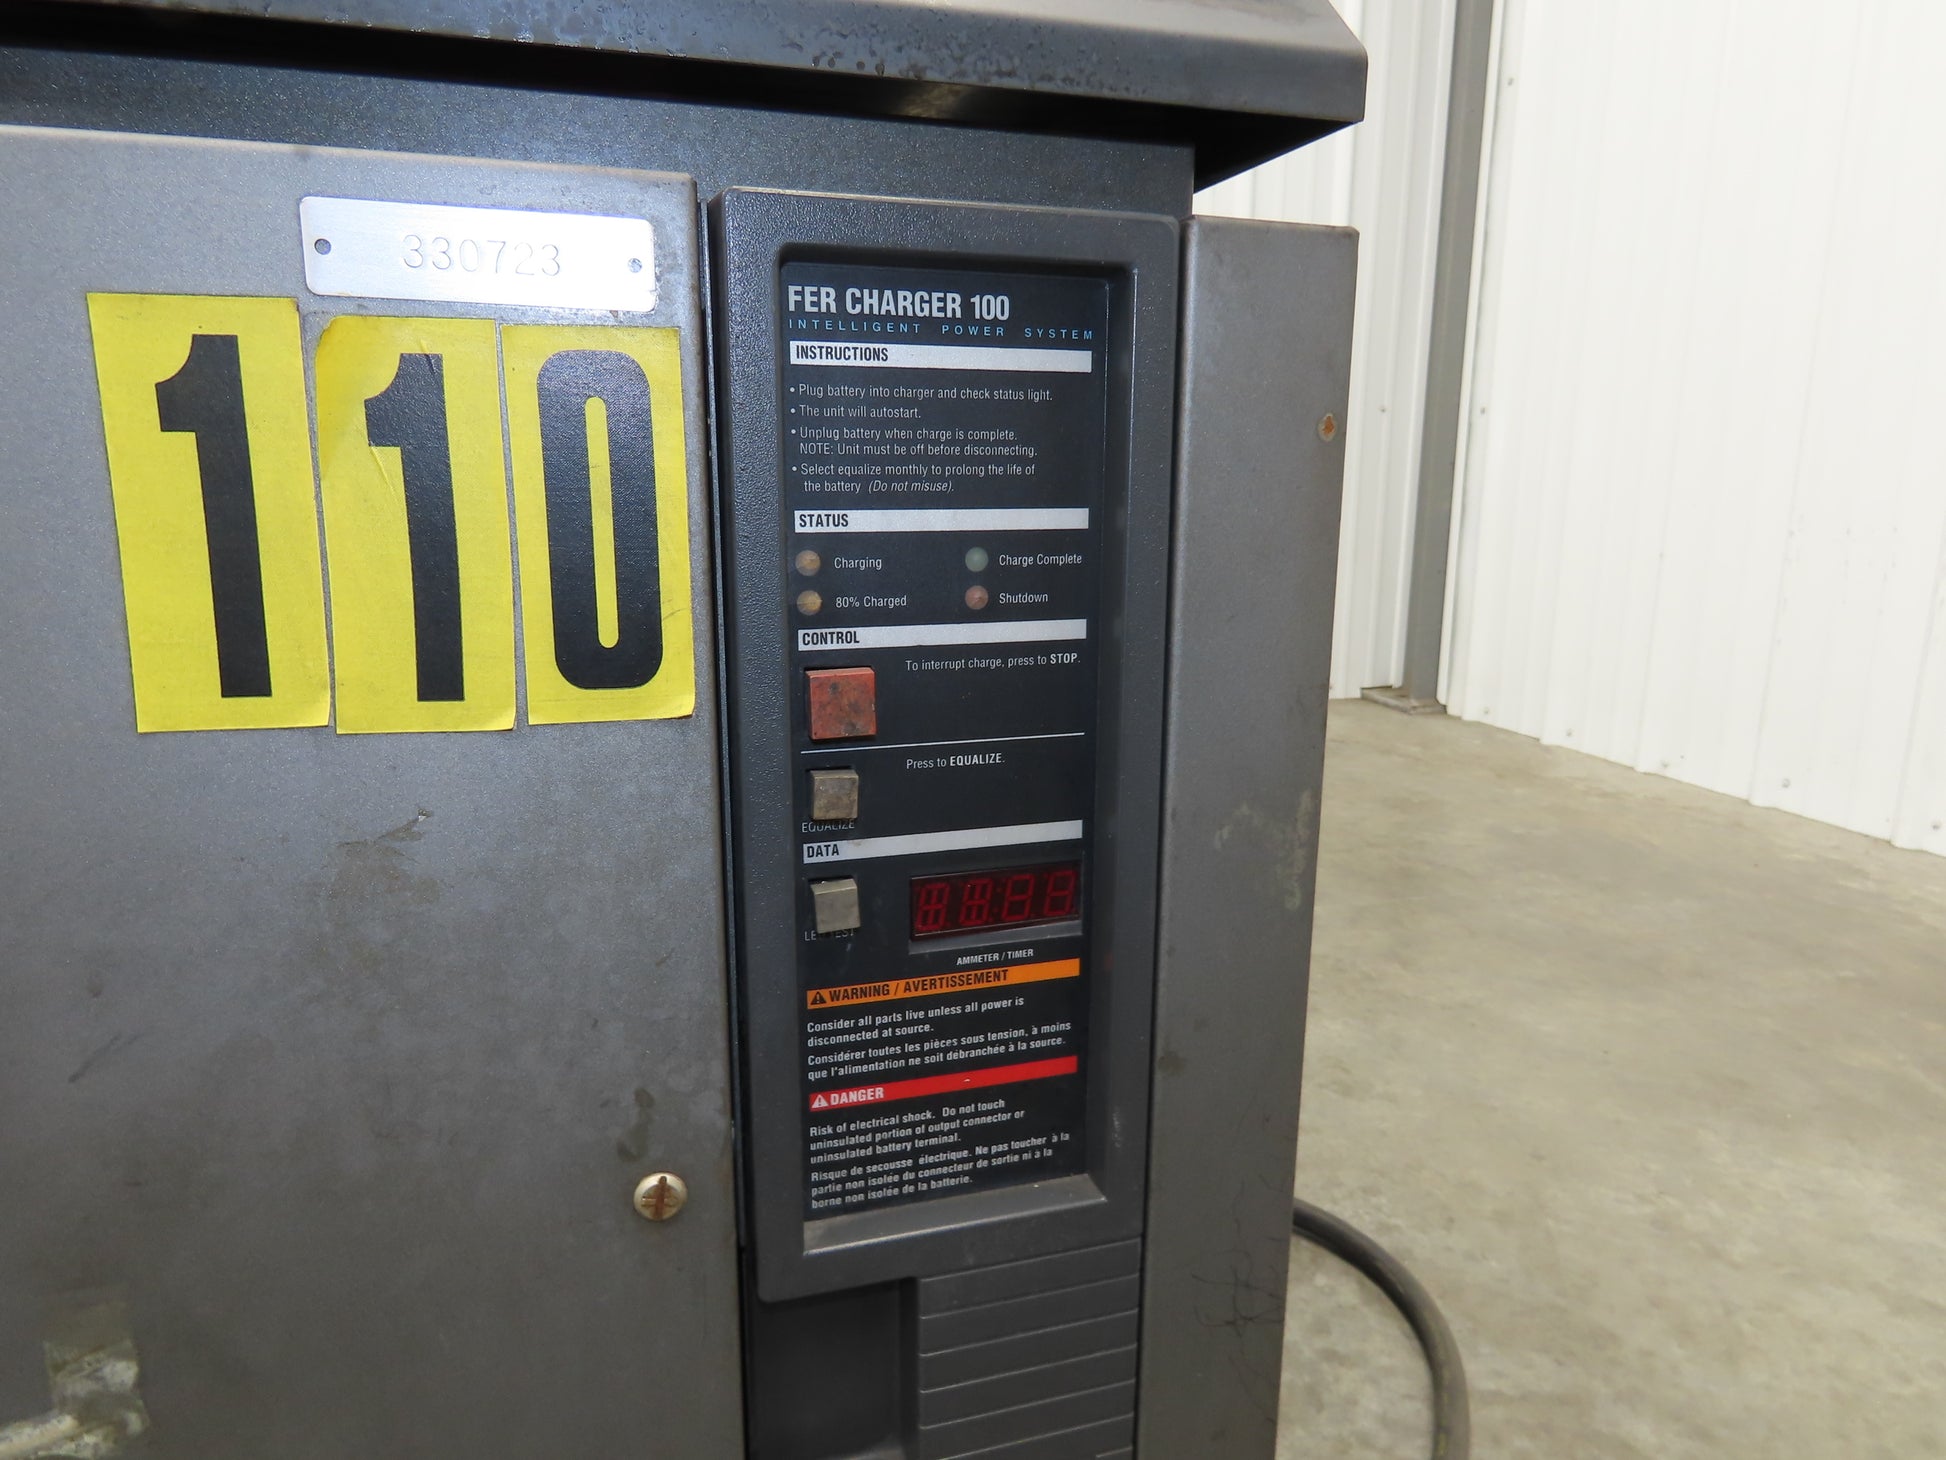 330723
110
FER CHARGER 100
INTELLIGENT POWER SYSTEM
INSTRUCTIONS
• Plug battery into charger and check status light.
• The unit will autostart.
• Unplug battery when charge is complete.
NOTE: Unit must be off before disconnecting.
• Select equalize monthly to prolong the life of
the battery (Do not misuse).
STATUS
Charging
Charge Complete
80% Charged
Shutdown
CONTROL
To interrupt charge, press to STOP.
Press to EQUALIZE.
EQUALIZE
DATA
TEST
AMMETER / TIMER
WARNING / AVERTISSEMENT
Consider all parts live unless all power is
disconnected at source.
Considérer toutes les pièces sous tension, à moins
que l'alimentation ne soit débranchée à la source.
DANGER
Risk of electrical shock. Do not touch
uninsulated portion of output connector or
uninsulated battery terminal.
Risque de secousse électrique. Ne pas toucher à la
partie non isolée du connecteur de sortie ni à la
borne non isolée de la batterie.